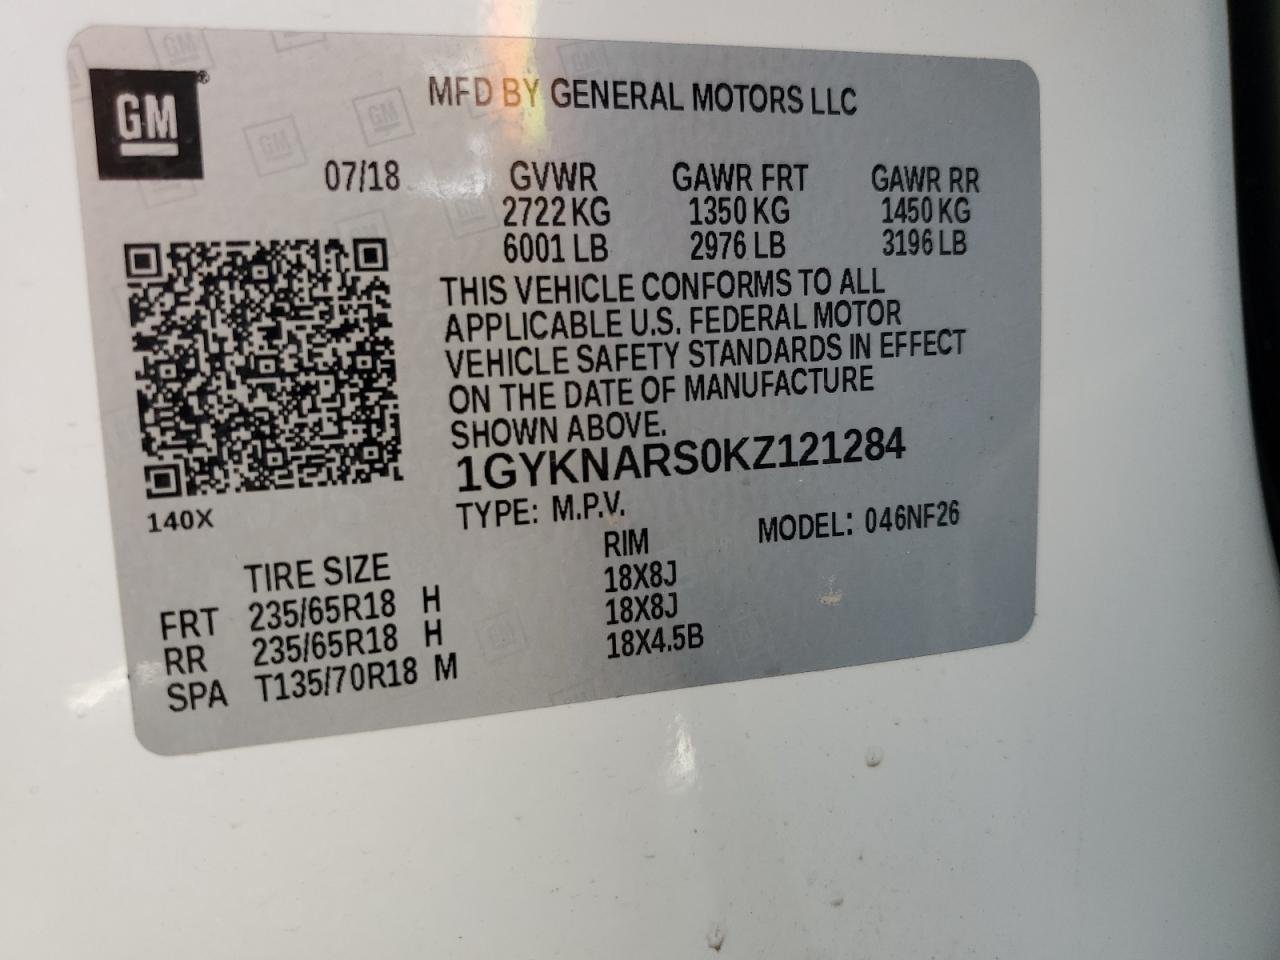 GM®
MFD BY GENERAL MOTORS LLC
07/18 GVWR GAWR FRT GAWR RR
2722 KG 1350 KG 1450 KG
6001 LB 2976 LB 3196 LB
THIS VEHICLE CONFORMS TO ALL
APPLICABLE U.S. FEDERAL MOTOR
VEHICLE SAFETY STANDARDS IN EFFECT
ON THE DATE OF MANUFACTURE
SHOWN ABOVE.
1GYKNARS0KZ121284
140X
TYPE: M.P.V. MODEL: 046NF26
TIRE SIZE RIM
FRT 235/65R18 H 18X8J
RR 235/65R18 H 18X8J
SPA T135/70R18 M 18X4.5B